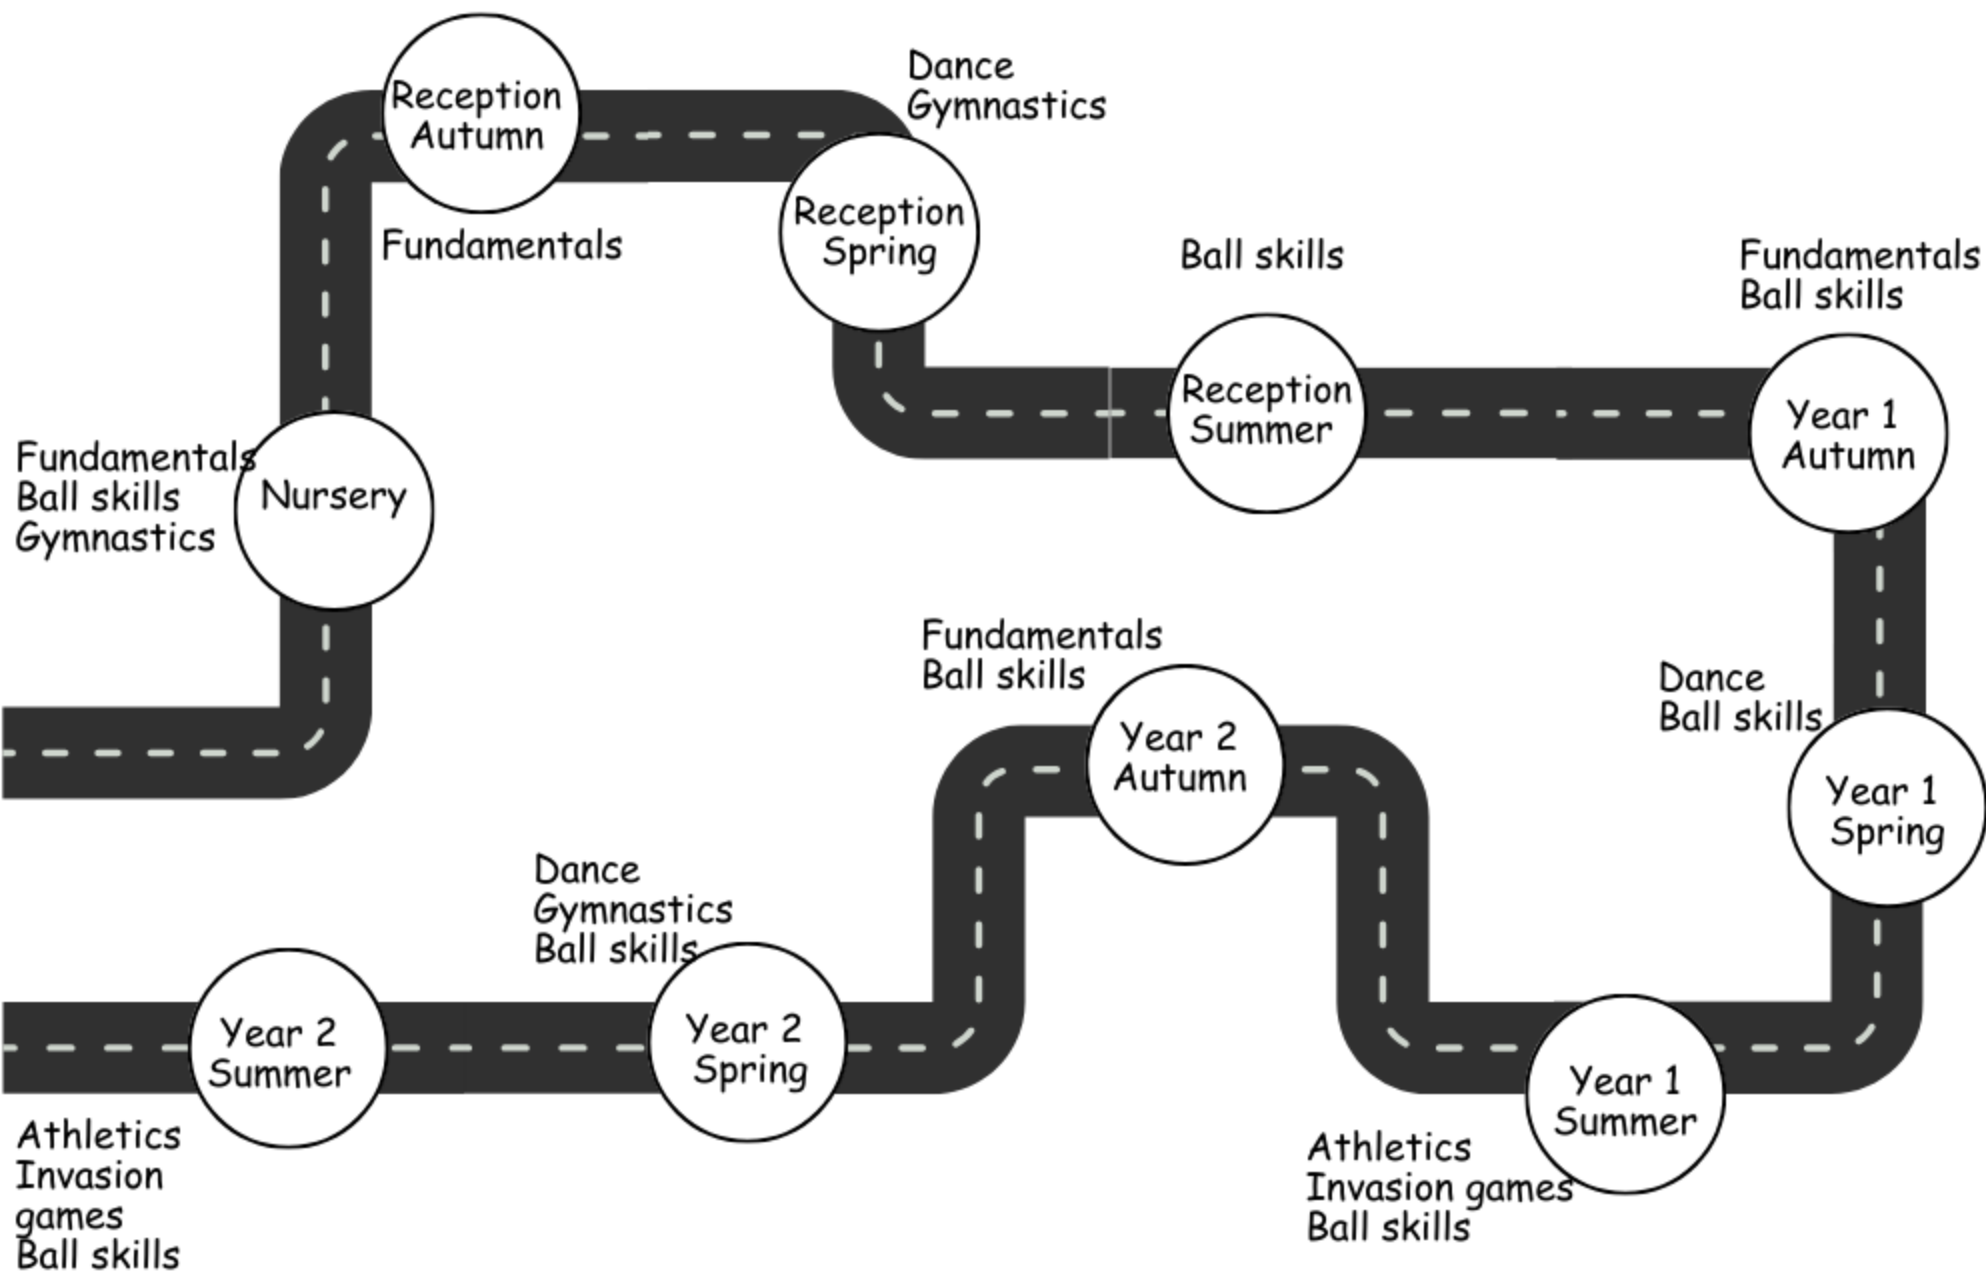 Reception
Autumn
Fundamentals
Dance
Gymnastics
Reception
Spring
Ball skills
Reception
Summer
Fundamentals
Ball skills
Year 1
Autumn
Fundamentals
Ball skills
Gymnastics
Nursery
Dance
Ball skills
Year 1
Spring
Fundamentals
Ball skills
Year 2
Autumn
Dance
Gymnastics
Ball skills
Year 2
Spring
Year 2
Summer
Athletics
Invasion
games
Ball skills
Year 1
Summer
Athletics
Invasion games
Ball skills